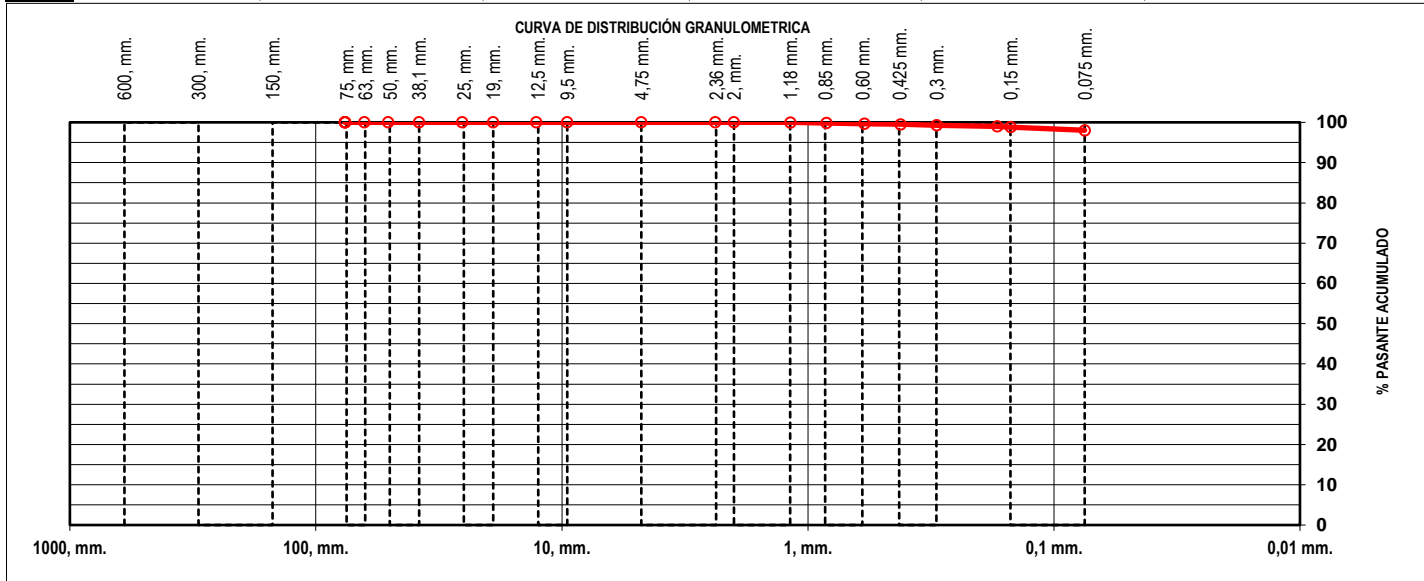 CURVA DE DISTRIBUCIÓN GRANULOMETRICA
600, mm.
300, mm.
150, mm.
75, mm.
63, mm.
50, mm.
38,1 mm.
25, mm.
19, mm.
12,5 mm.
9,5 mm.
4,75 mm.
2,36 mm.
2, mm.
1,18 mm.
0,85 mm.
0,60 mm.
0,425 mm.
0,3 mm.
0,15 mm.
0,075 mm.
100
90
80
70
60
50
40
30
20
10
0
% PASANTE ACUMULADO
1000, mm.
100, mm.
10, mm.
1, mm.
0,1 mm.
0,01 mm.